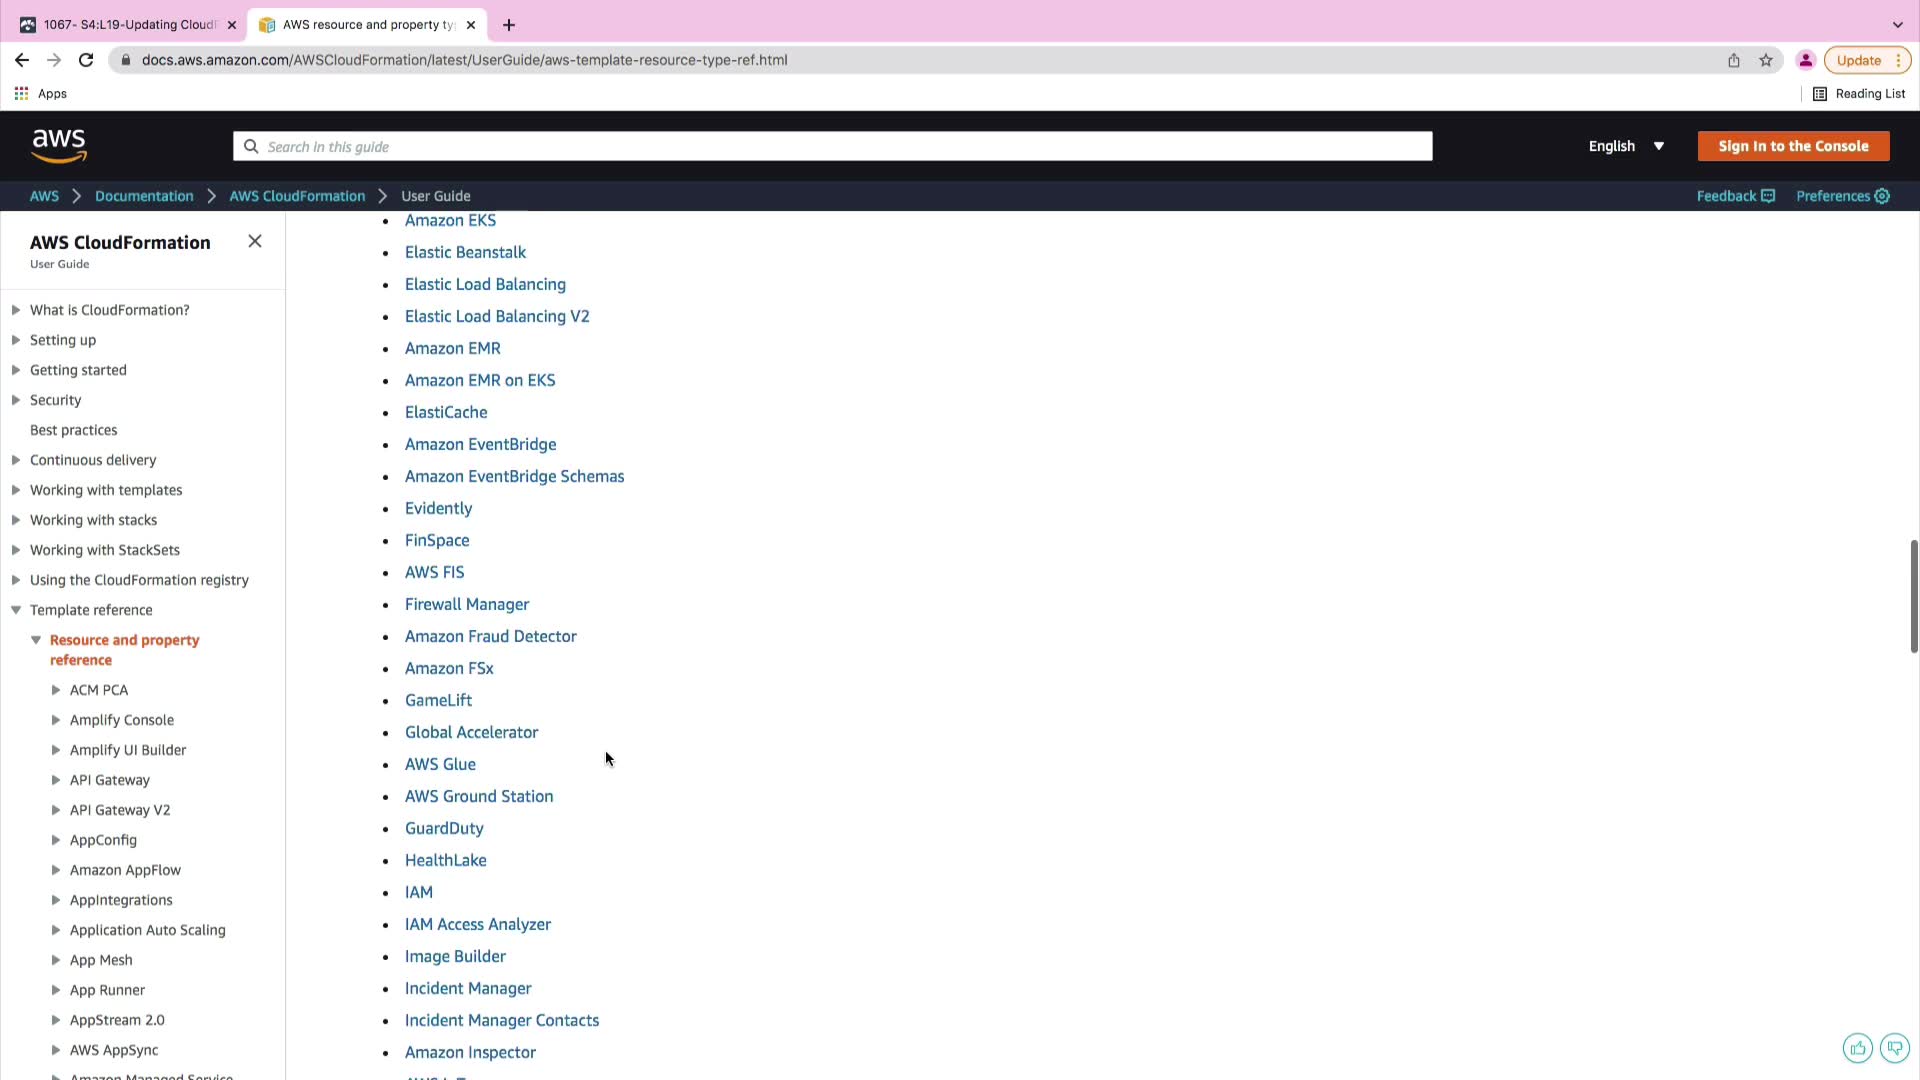 1067- S4:L19-Updating CloudF
AWS resource and property ty
docs.aws.amazon.com/AWSCloudFormation/latest/UserGuide/aws-template-resource-type-ref.html
Update
Apps
Reading List
aws
Search in this guide
English
Sign In to the Console
AWS
Documentation
AWS CloudFormation
User Guide
Feedback
Preferences
AWS CloudFormation
User Guide
What is CloudFormation?
Setting up
Getting started
Security
Best practices
Continuous delivery
Working with templates
Working with stacks
Working with StackSets
Using the CloudFormation registry
Template reference
Resource and property
reference
ACM PCA
Amplify Console
Amplify UI Builder
API Gateway
API Gateway V2
AppConfig
Amazon AppFlow
AppIntegrations
Application Auto Scaling
App Mesh
App Runner
AppStream 2.0
AWS AppSync
Amazon Managed Service
Amazon EKS
Elastic Beanstalk
Elastic Load Balancing
Elastic Load Balancing V2
Amazon EMR
Amazon EMR on EKS
ElastiCache
Amazon EventBridge
Amazon EventBridge Schemas
Evidently
FinSpace
AWS FIS
Firewall Manager
Amazon Fraud Detector
Amazon FSx
GameLift
Global Accelerator
AWS Glue
AWS Ground Station
GuardDuty
HealthLake
IAM
IAM Access Analyzer
Image Builder
Incident Manager
Incident Manager Contacts
Amazon Inspector